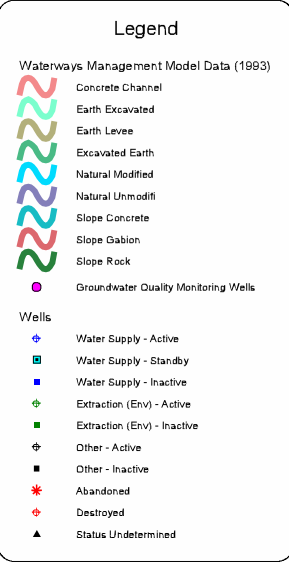 Legend
Waterways Management Model Data (1993)
Concrete Channel
Earth Excavated
Earth Levee
Excavated Earth
Natural Modified
Natural Unmodifi
Slope Concrete
Slope Gabion
Slope Rock
Groundwater Quality Monitoring Wells
Wells
Water Supply - Active
Water Supply - Standby
Water Supply - Inactive
Extraction (Env) - Active
Extraction (Env) - Inactive
Other - Active
Other - Inactive
Abandoned
Destroyed
Status Undetermined